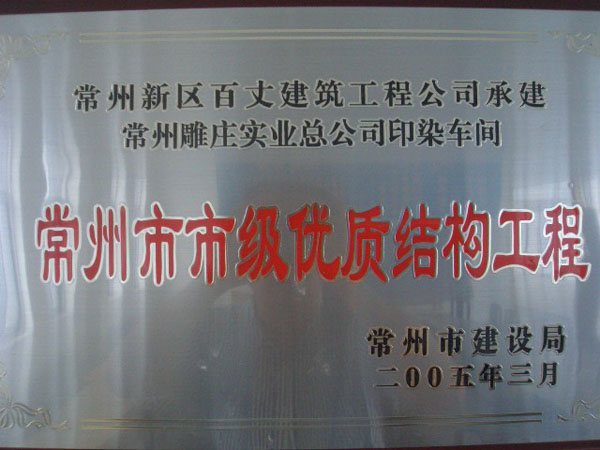 常州新区百丈建筑工程公司承建
常州雕庄实业总公司印染车间
常州市市级优质结构工程
常州市建设局
二00五年三月